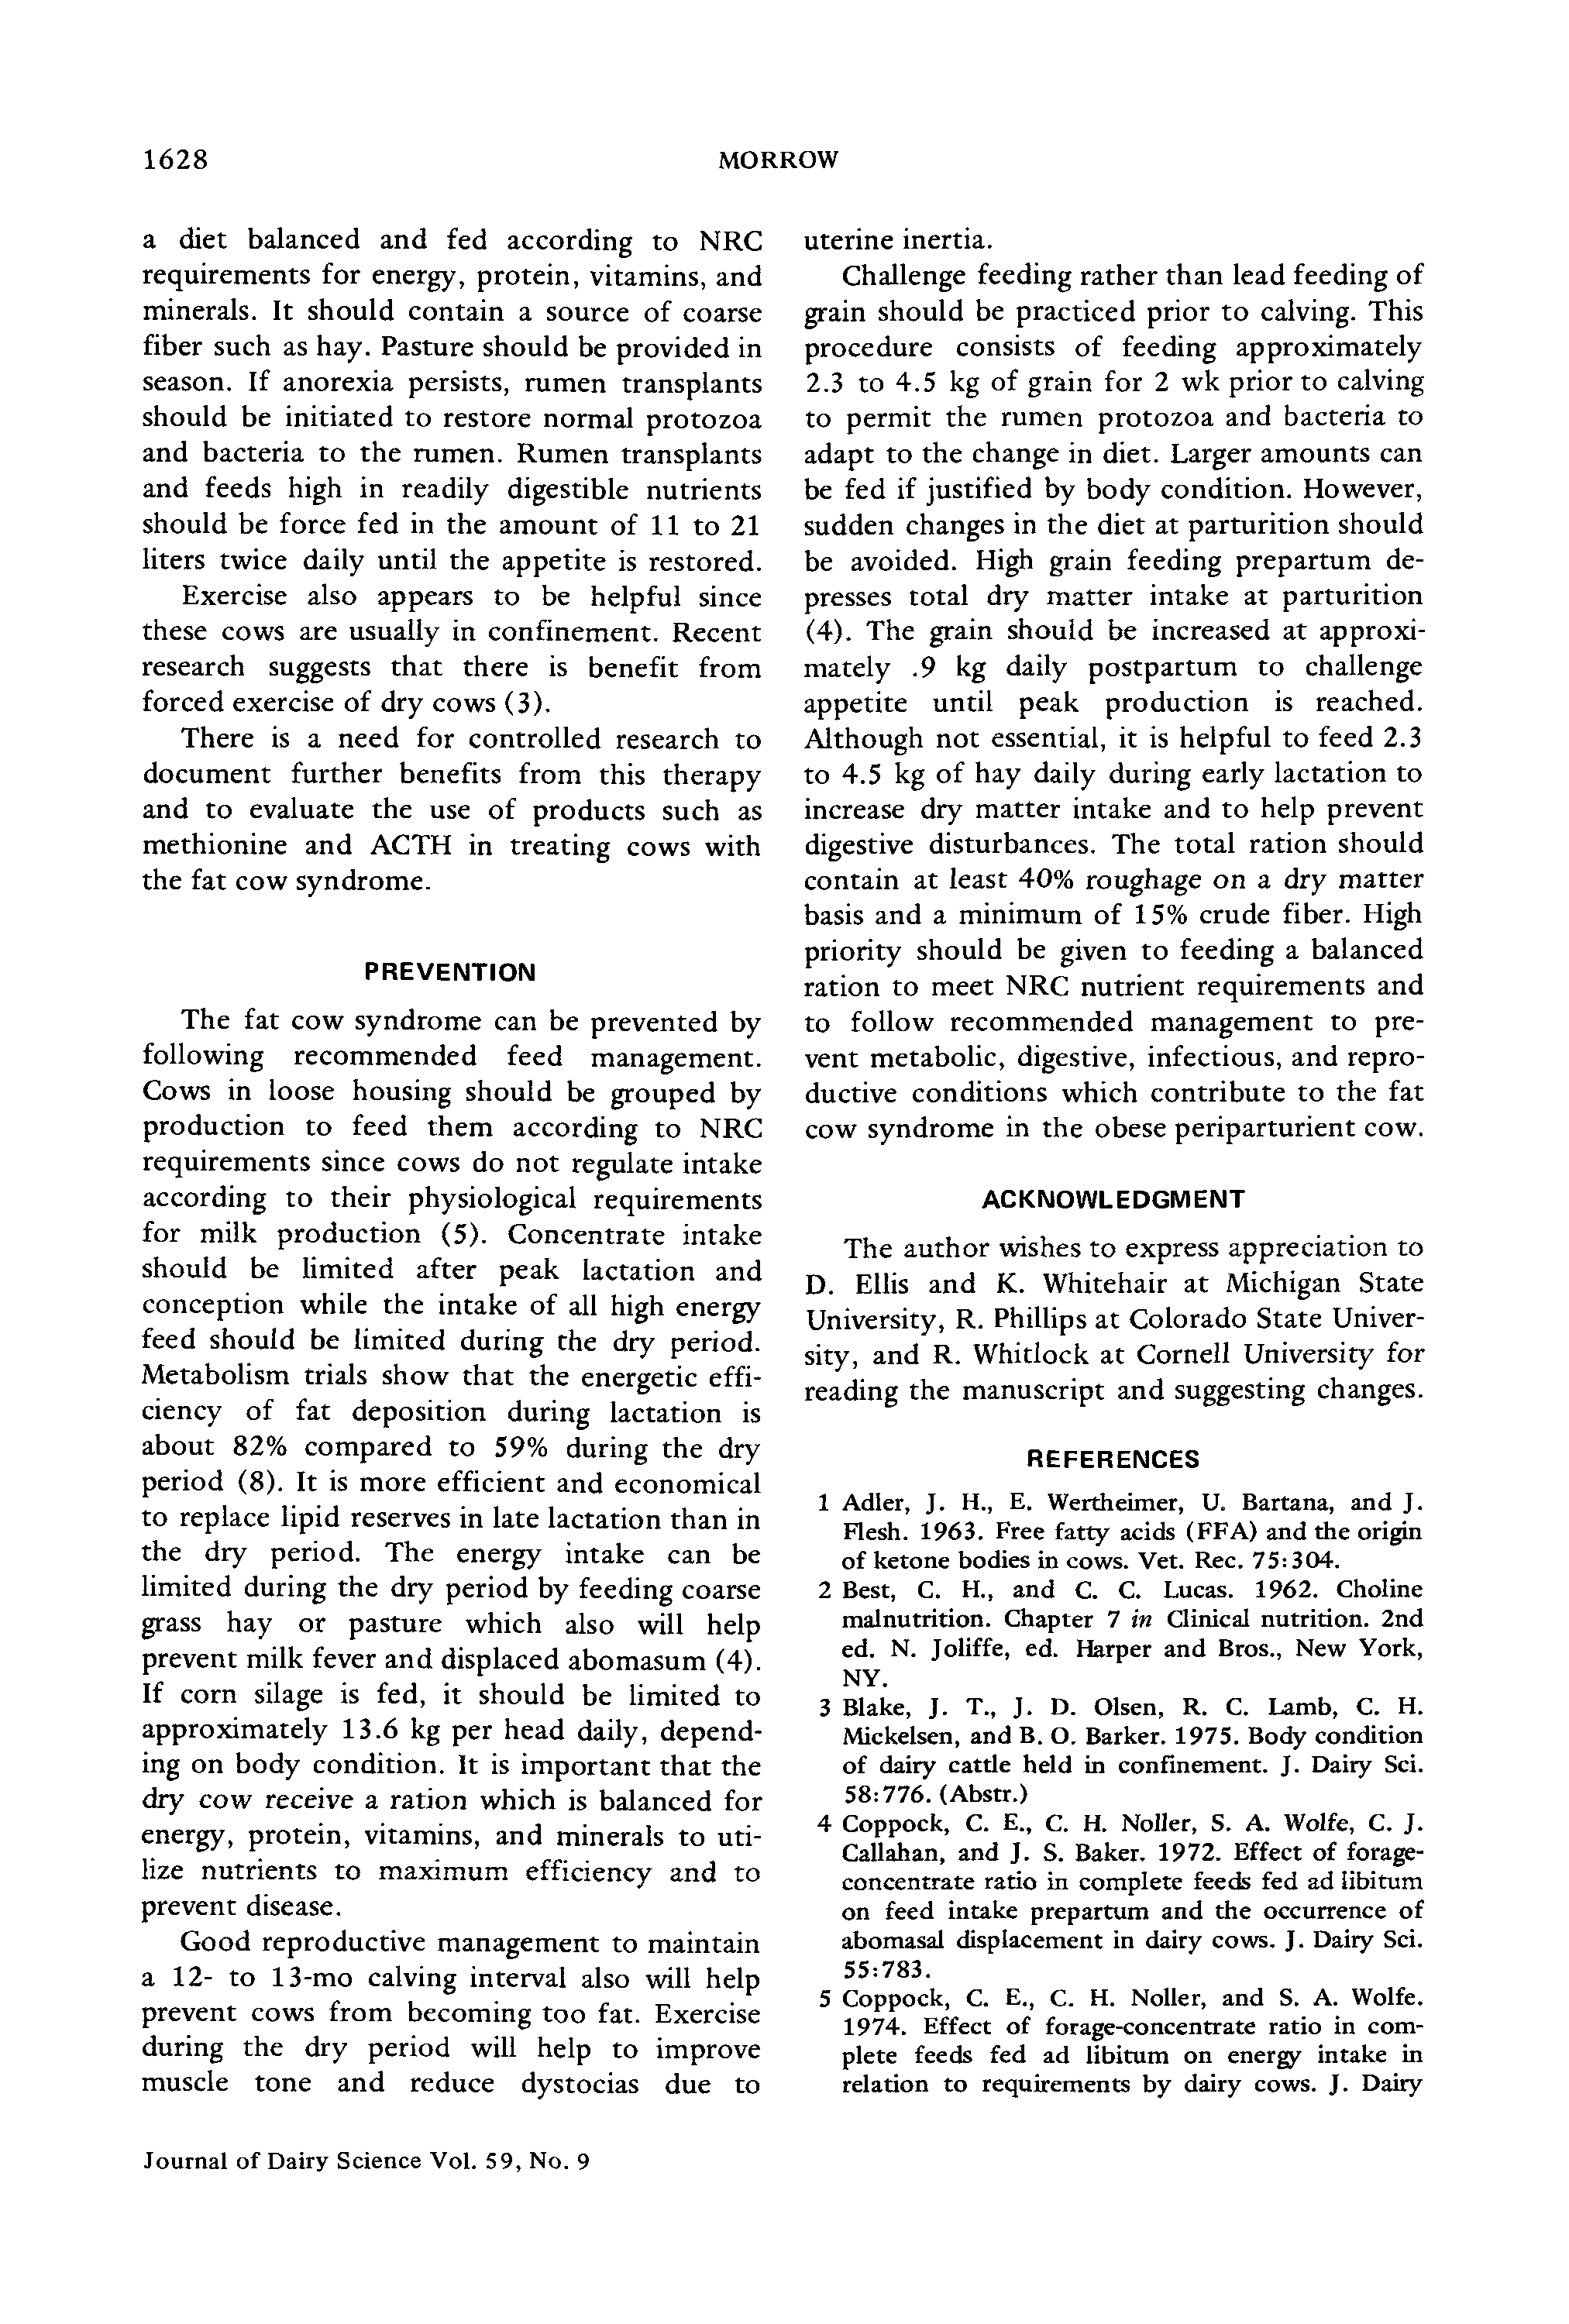 1628
MORROW
a diet balanced and fed according to NRC
requirements for energy, protein, vitamins, and
minerals. It should contain a source of coarse
fiber such as hay. Pasture should be provided in
season. If anorexia persists, rumen transplants
should be initiated to restore normal protozoa
and bacteria to the rumen. Rumen transplants
and feeds high in readily digestible nutrients
should be force fed in the amount of 11 to 21
liters twice daily until the appetite is restored.
Exercise also appears to be helpful since
these cows are usually in confinement. Recent
research suggests that there is benefit from
forced exercise of dry cows (3).
There is a need for controlled research to
document further benefits from this therapy
and to evaluate the use of products such as
methionine and ACTH in treating cows with
the fat cow syndrome.
PREVENTION
The fat cow syndrome can be prevented by
following recommended feed management.
Cows in loose housing should be grouped by
production to feed them according to NRC
requirements since cows do not regulate intake
according to their physiological requirements
for milk production (5). Concentrate intake
should be limited after peak lactation and
conception while the intake of all high energy
feed should be limited during the dry period.
Metabolism trials show that the energetic effi-
ciency of fat deposition during lactation is
about 82% compared to 59% during the dry
period (8). It is more efficient and economical
to replace lipid reserves in late lactation than in
the dry period. The energy intake can be
limited during the dry period by feeding coarse
grass hay or pasture which also will help
prevent milk fever and displaced abomasum (4).
If corn silage is fed, it should be limited to
approximately 13.6 kg per head daily, depend-
ing on body condition. It is important that the
dry cow receive a ration which is balanced for
energy, protein, vitamins, and minerals to uti-
lize nutrients to maximum efficiency and to
prevent disease.
Good reproductive management to maintain
a 12- to 13-mo calving interval also will help
prevent cows from becoming too fat. Exercise
during the dry period will help to improve
muscle tone and reduce dystocias due to
uterine inertia.
Challenge feeding rather than lead feeding of
grain should be practiced prior to calving. This
procedure consists of feeding approximately
2.3 to 4.5 kg of grain for 2 wk prior to calving
to permit the rumen protozoa and bacteria to
adapt to the change in diet. Larger amounts can
be fed if justified by body condition. However,
sudden changes in the diet at parturition should
be avoided. High grain feeding prepartum de-
presses total dry matter intake at parturition
(4). The grain should be increased at approxi-
mately .9 kg daily postpartum to challenge
appetite until peak production is reached.
Although not essential, it is helpful to feed 2.3
to 4.5 kg of hay daily during early lactation to
increase dry matter intake and to help prevent
digestive disturbances. The total ration should
contain at least 40% roughage on a dry matter
basis and a minimum of 15% crude fiber. High
priority should be given to feeding a balanced
ration to meet NRC nutrient requirements and
to follow recommended management to pre-
vent metabolic, digestive, infectious, and repro-
ductive conditions which contribute to the fat
cow syndrome in the obese periparturient cow.
ACKNOWLEDGMENT
The author wishes to express appreciation to
D. Ellis and K. Whitehair at Michigan State
University, R. Phillips at Colorado State Univer-
sity, and R. Whitlock at Cornell University for
reading the manuscript and suggesting changes.
REFERENCES
1 Adler, J. H., E. Wertheimer, U. Bartana, and J.
Flesh. 1963. Free fatty acids (FFA) and the origin
of ketone bodies in cows. Vet. Rec. 75:304.
2 Best, C. H., and C. C. Lucas. 1962. Choline
malnutrition. Chapter 7 in Clinical nutrition. 2nd
ed. N. Joliffe, ed. Harper and Bros., New York,
NY.
3 Blake, J. T., J. D. Olsen, R. C. Lamb, C. H.
Mickelsen, and B. O. Barker. 1975. Body condition
of dairy cattle held in confinement. J. Dairy Sci.
58:776. (Abstr.)
4 Coppock, C. E., C. H. Noller, S. A. Wolfe, C. J.
Callahan, and J. S. Baker. 1972. Effect of forage-
concentrate ratio in complete feeds fed ad libitum
on feed intake prepartum and the occurrence of
abomasal displacement in dairy cows. J. Dairy Sci.
55:783.
5 Coppock, C. E., C. H. Noller, and S. A. Wolfe.
1974. Effect of forage-concentrate ratio in com-
plete feeds fed ad libitum on energy intake in
relation to requirements by dairy cows. J. Dairy
Journal of Dairy Science Vol. 59, No. 9